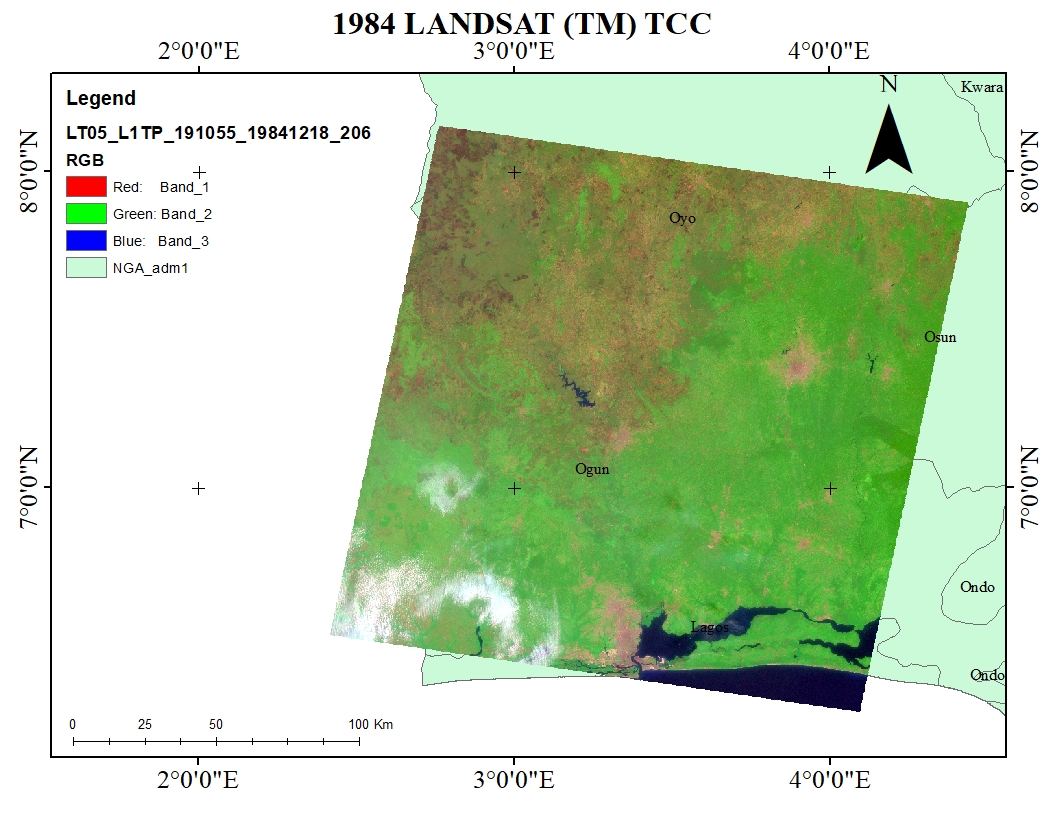 1984 LANDSAT (TM) TCC
2°0'0"E 3°0'0"E 4°0'0"E
N
Kwara
Legend
LT05_L1TP_191055_19841218_206
RGB
Red: Band_1
Green: Band_2
Blue: Band_3
NGA_adm1
8°0'0"N 8°0'0"N
Oyo
Osun
Ogun
7°0'0"N 7°0'0"N
Ondo
Lagos
Ondo
0 25 50 100 Km
2°0'0"E 3°0'0"E 4°0'0"E